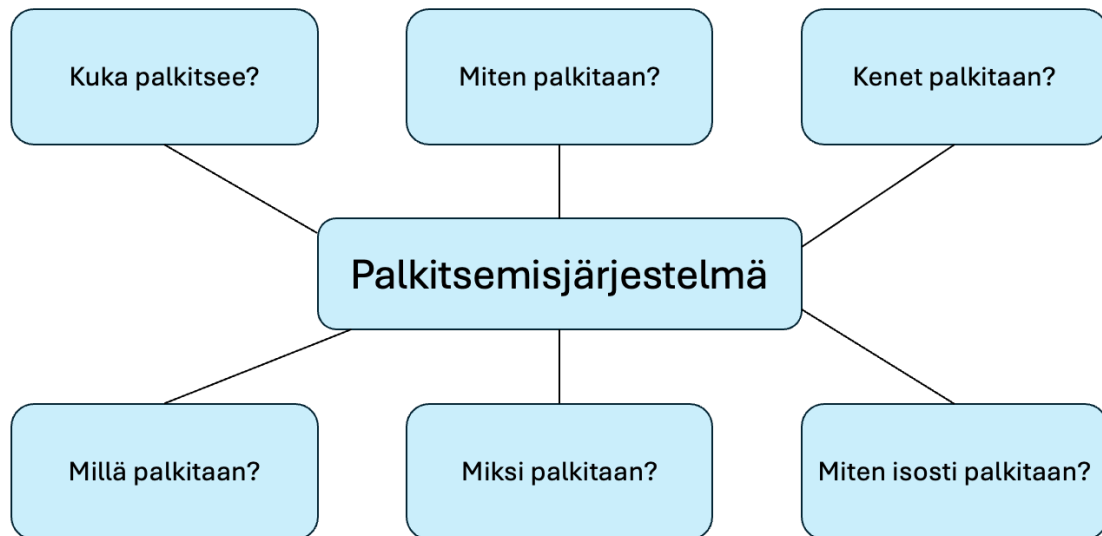 Kuka palkitsee?
Miten palkitaan?
Kenet palkitaan?
Palkitsemisjärjestelmä
Millä palkitaan?
Miksi palkitaan?
Miten isosti palkitaan?